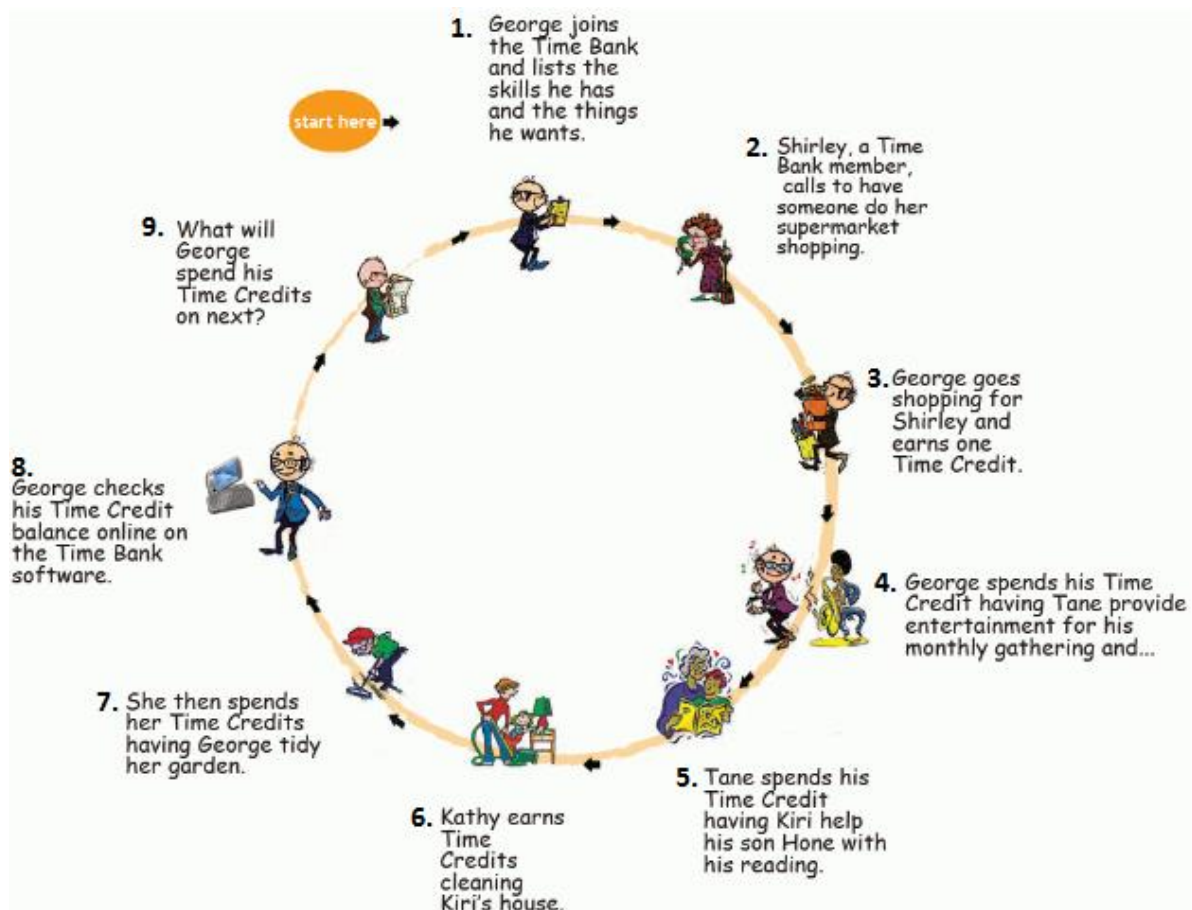 start here
1. George joins
the Time Bank
and lists the
skills he has
and the things
he wants.
2. Shirley, a Time
Bank member,
calls to have
someone do her
supermarket
shopping.
3. George goes
shopping for
Shirley and
earns one
Time Credit.
4. George spends his Time
Credit having Tane provide
entertainment for his
monthly gathering and...
5. Tane spends his
Time Credit
having Kiri help
his son Hone with
his reading.
6. Kathy earns
Time
Credits
cleaning
Kiri's house.
7. She then spends
her Time Credits
having George tidy
her garden.
8.
George checks
his Time Credit
balance online on
the Time Bank
software.
9. What will
George
spend his
Time Credits
on next?